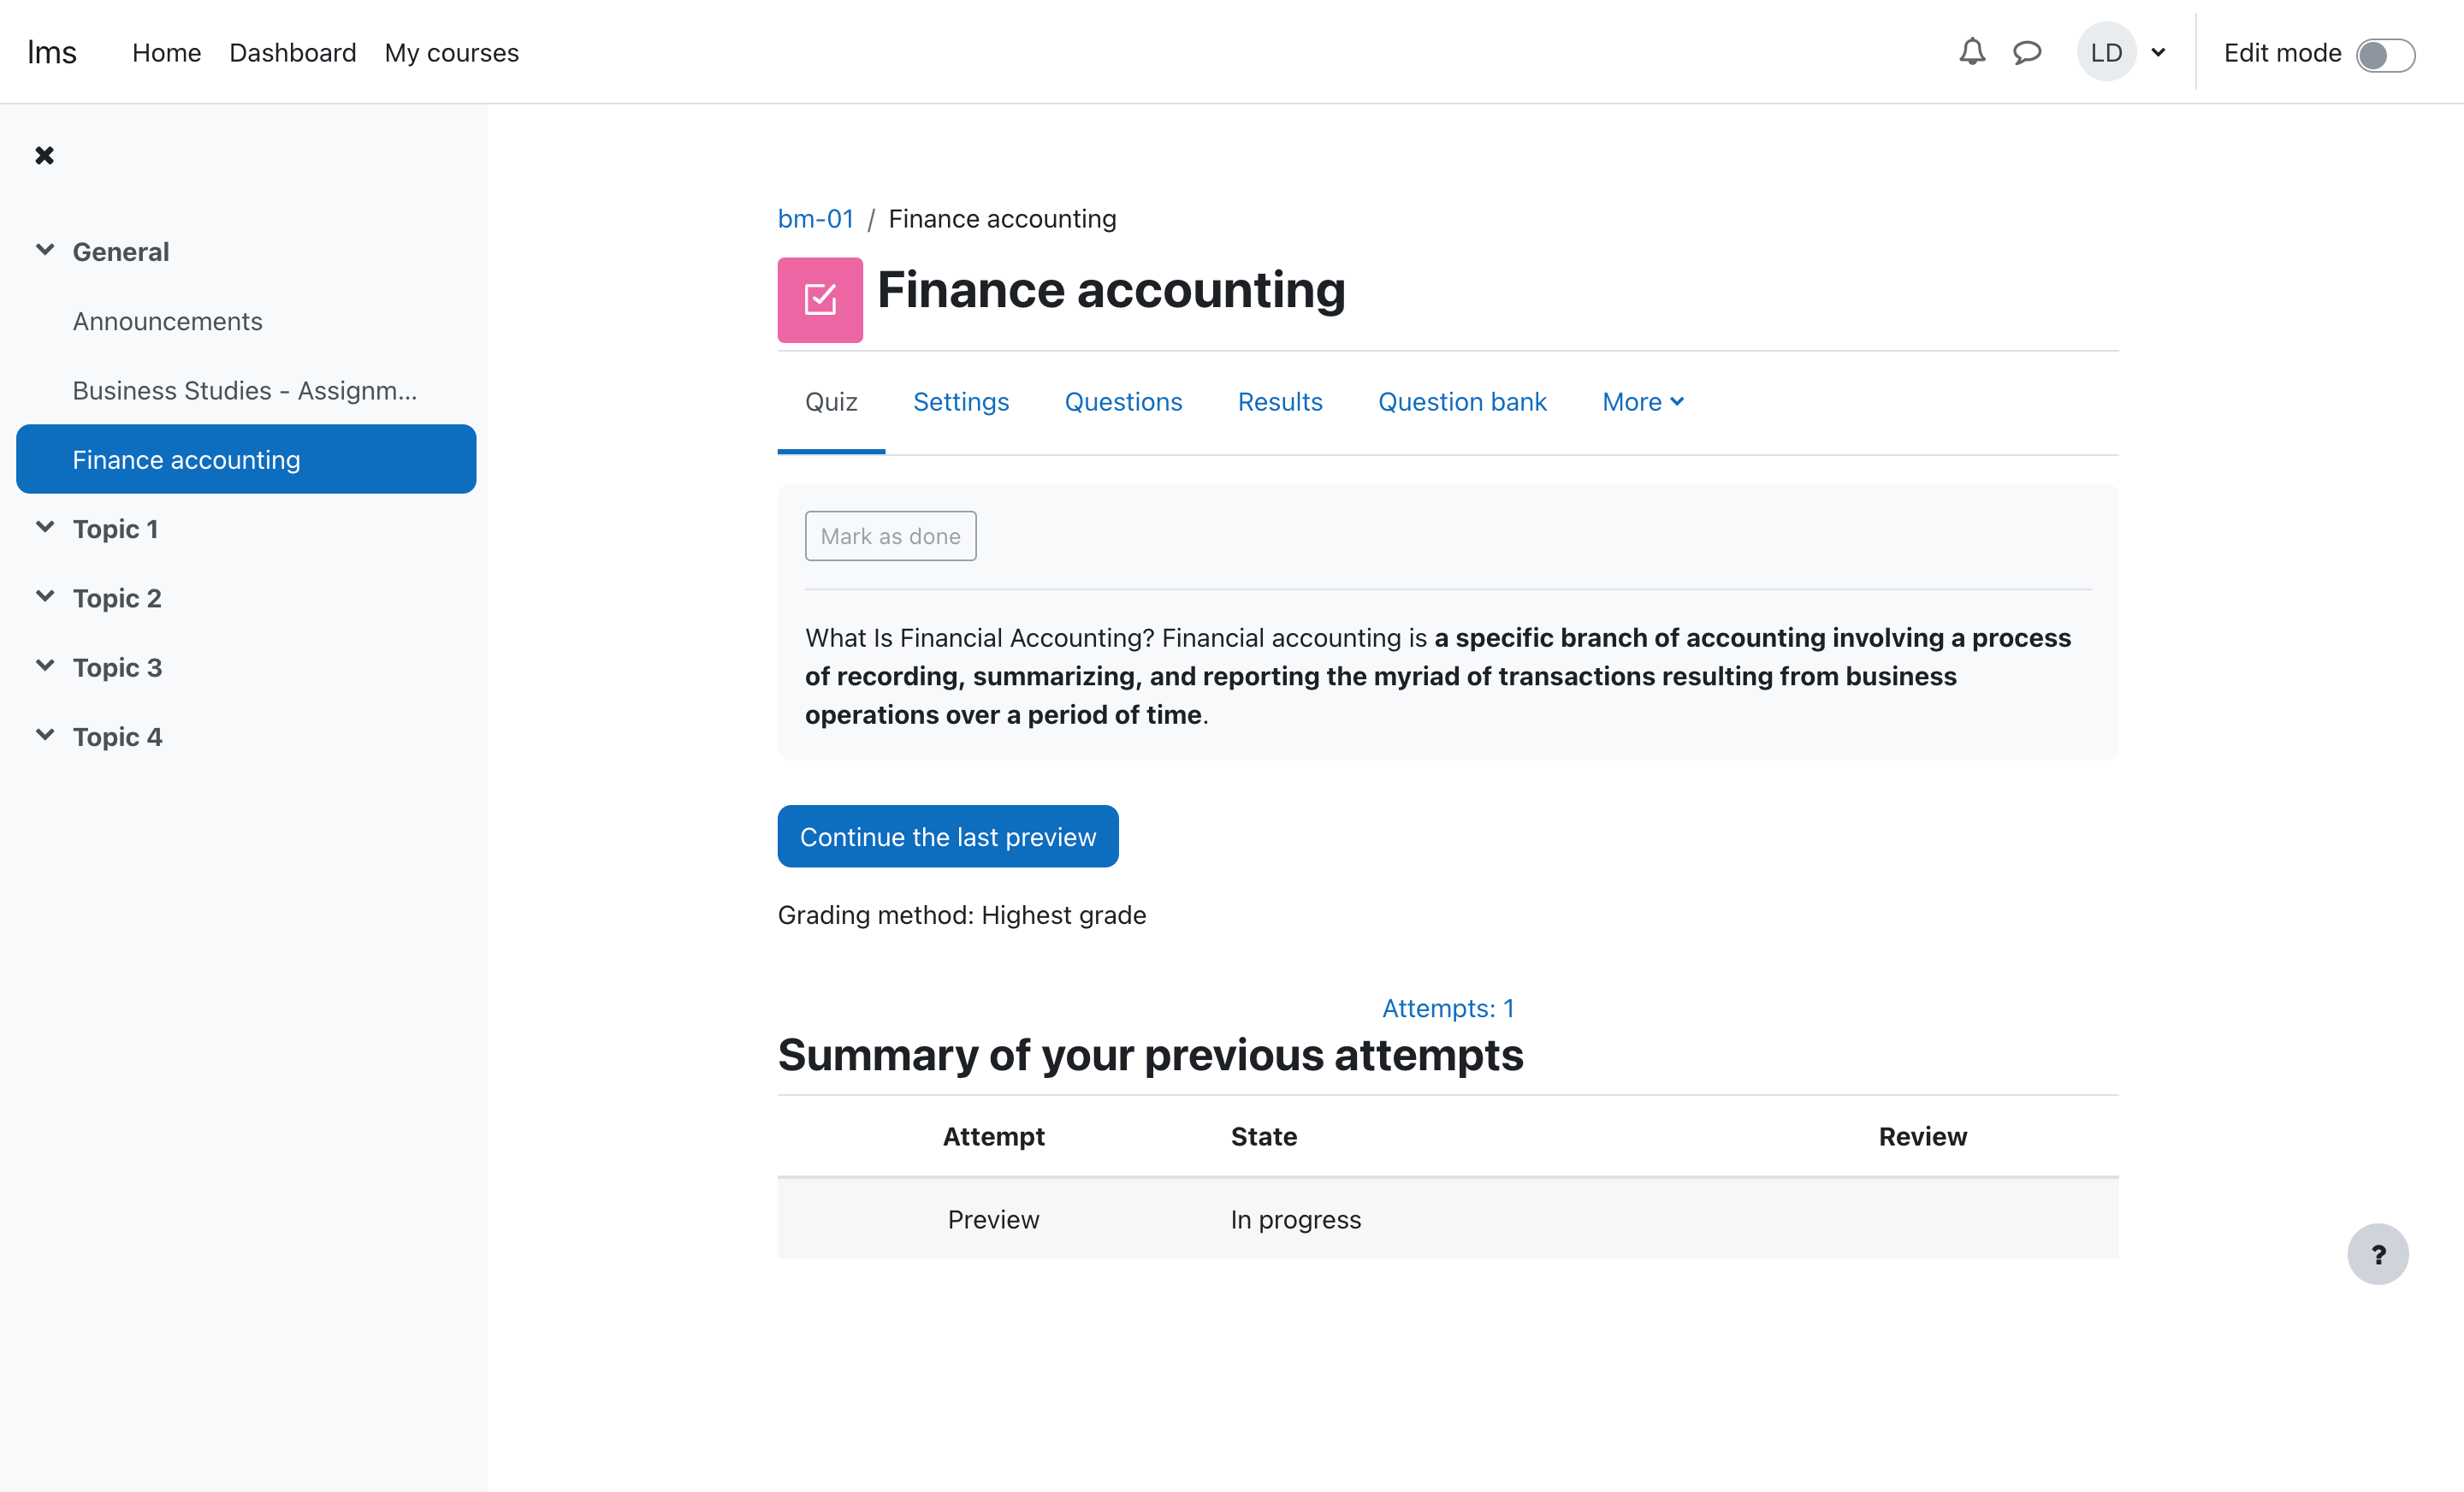 lms Home Dashboard My courses LD Edit mode
General
Announcements
Business Studies - Assignm...
Finance accounting
Topic 1
Topic 2
Topic 3
Topic 4
bm-01 / Finance accounting
Finance accounting
Quiz Settings Questions Results Question bank More
Mark as done
What Is Financial Accounting? Financial accounting is a specific branch of accounting involving a process
of recording, summarizing, and reporting the myriad of transactions resulting from business
operations over a period of time.
Continue the last preview
Grading method: Highest grade
Attempts: 1
Summary of your previous attempts
Attempt State Review
Preview In progress
?